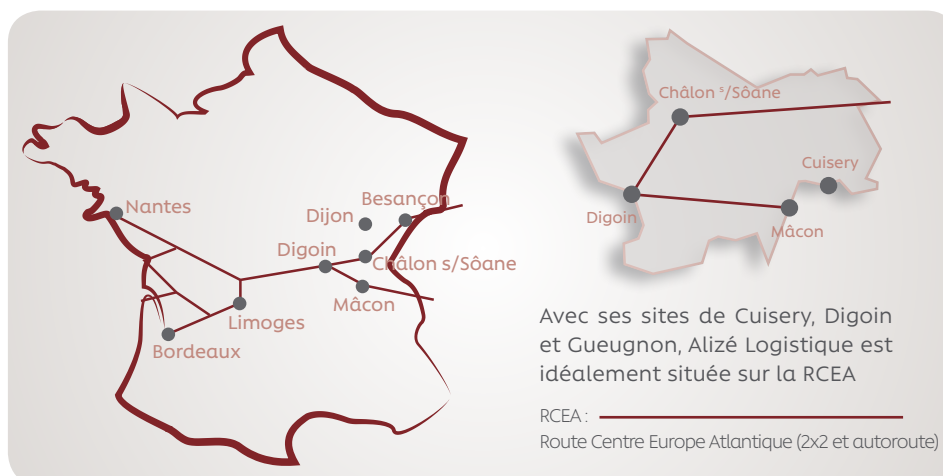 Nantes
Besançon
Dijon
Digoin
Châlon s/Sôane
Mâcon
Limoges
Bordeaux
Châlon s/Sôane
Cuisery
Digoin
Mâcon
Avec ses sites de Cuisery, Digoin
et Gueugnon, Alizé Logistique est
idéalement située sur la RCEA
RCEA :
Route Centre Europe Atlantique (2x2 et autoroute)